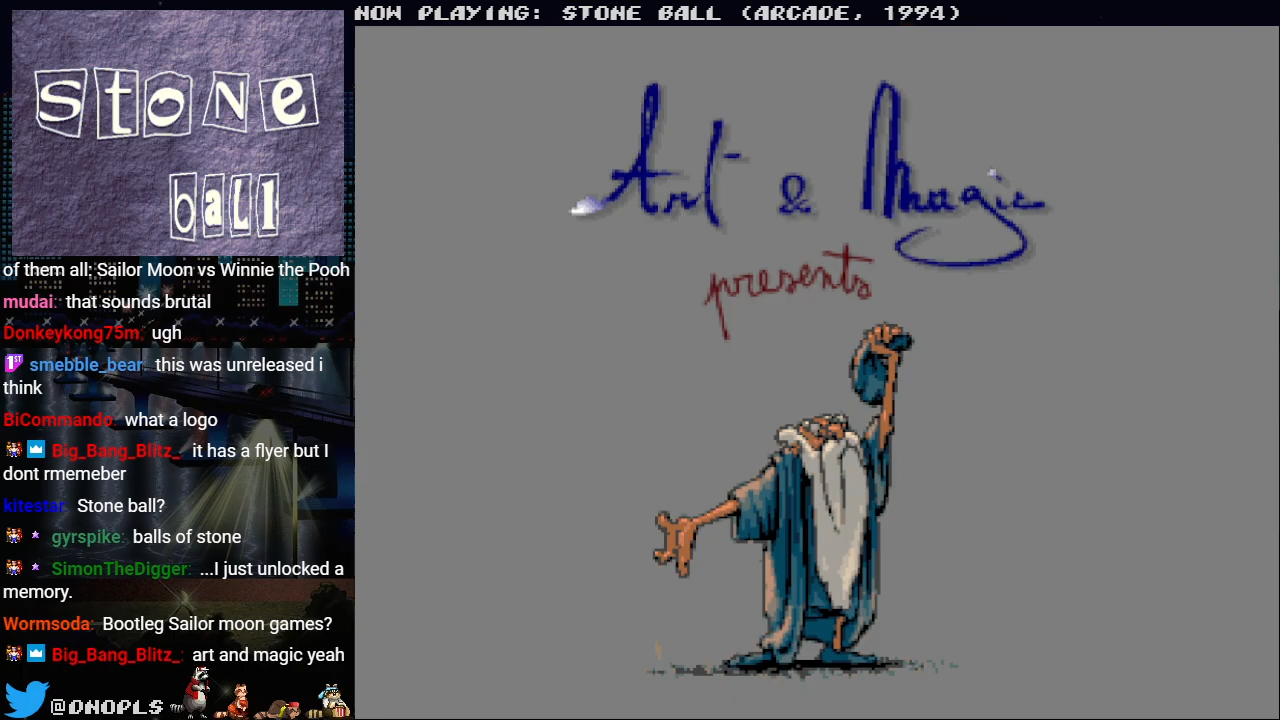 NOW PLAYING: STONE BALL (ARCADE, 1994)
Stone
ball
Art & Magic
presents
of them all: Sailor Moon vs Winnie the Pooh
mudai: that sounds brutal
Donkeykong75m: ugh
1ST smebble_bear: this was unreleased i
think
BiCommando: what a logo
Big_Bang_Blitz_: it has a flyer but I
dont rmemeber
kitestar: Stone ball?
gyrspike: balls of stone
SimonTheDigger: ...I just unlocked a
memory.
Wormsoda: Bootleg Sailor moon games?
Big_Bang_Blitz_: art and magic yeah
@OHOPLS